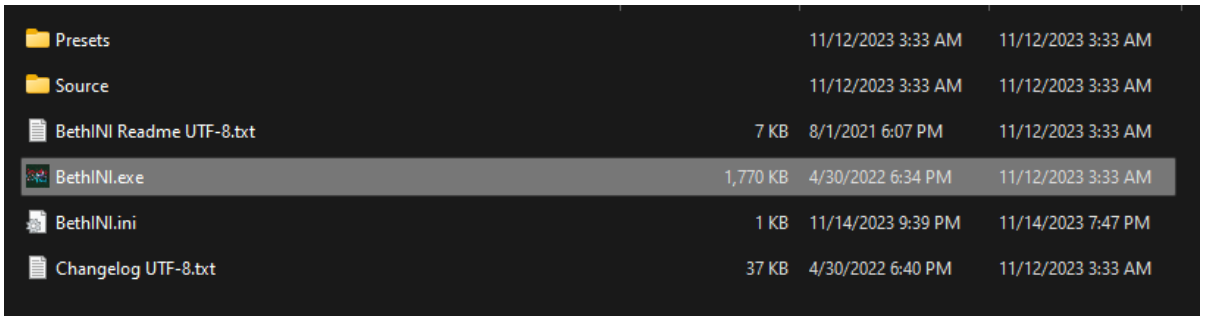 Presets 11/12/2023 3:33 AM 11/12/2023 3:33 AM
Source 11/12/2023 3:33 AM 11/12/2023 3:33 AM
BethINI Readme UTF-8.txt 7 KB 8/1/2021 6:07 PM 11/12/2023 3:33 AM
BethINI.exe 1,770 KB 4/30/2022 6:34 PM 11/12/2023 3:33 AM
BethINI.ini 1 KB 11/14/2023 9:39 PM 11/14/2023 7:47 PM
Changelog UTF-8.txt 37 KB 4/30/2022 6:40 PM 11/12/2023 3:33 AM